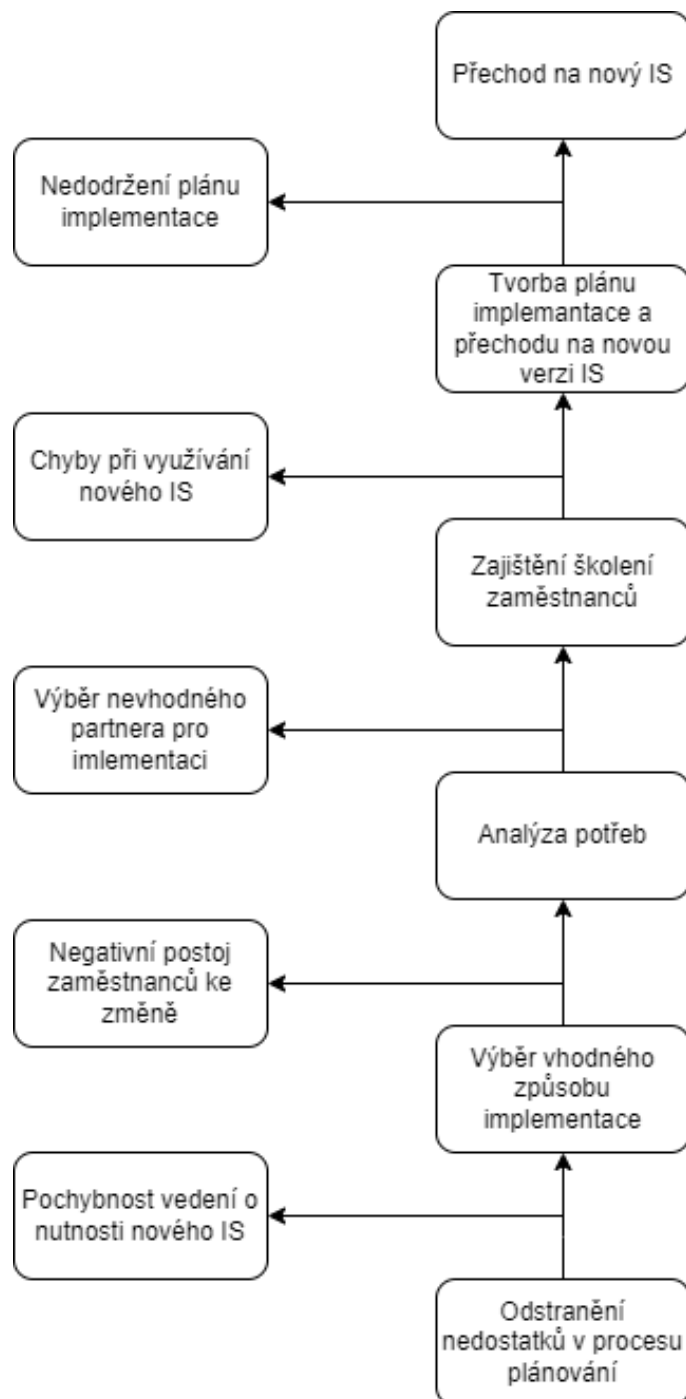 Přechod na nový IS
Nedodržení plánu
implementace
Tvorba plánu
implemantace a
přechodu na novou
verzi IS
Chyby při využívání
nového IS
Zajištění školení
zaměstnanců
Výběr nevhodného
partnera pro
imlementaci
Analýza potřeb
Negativní postoj
zaměstnanců ke
změně
Výběr vhodného
způsobu
implementace
Pochybnost vedení o
nutnosti nového IS
Odstranění
nedostatků v procesu
plánování